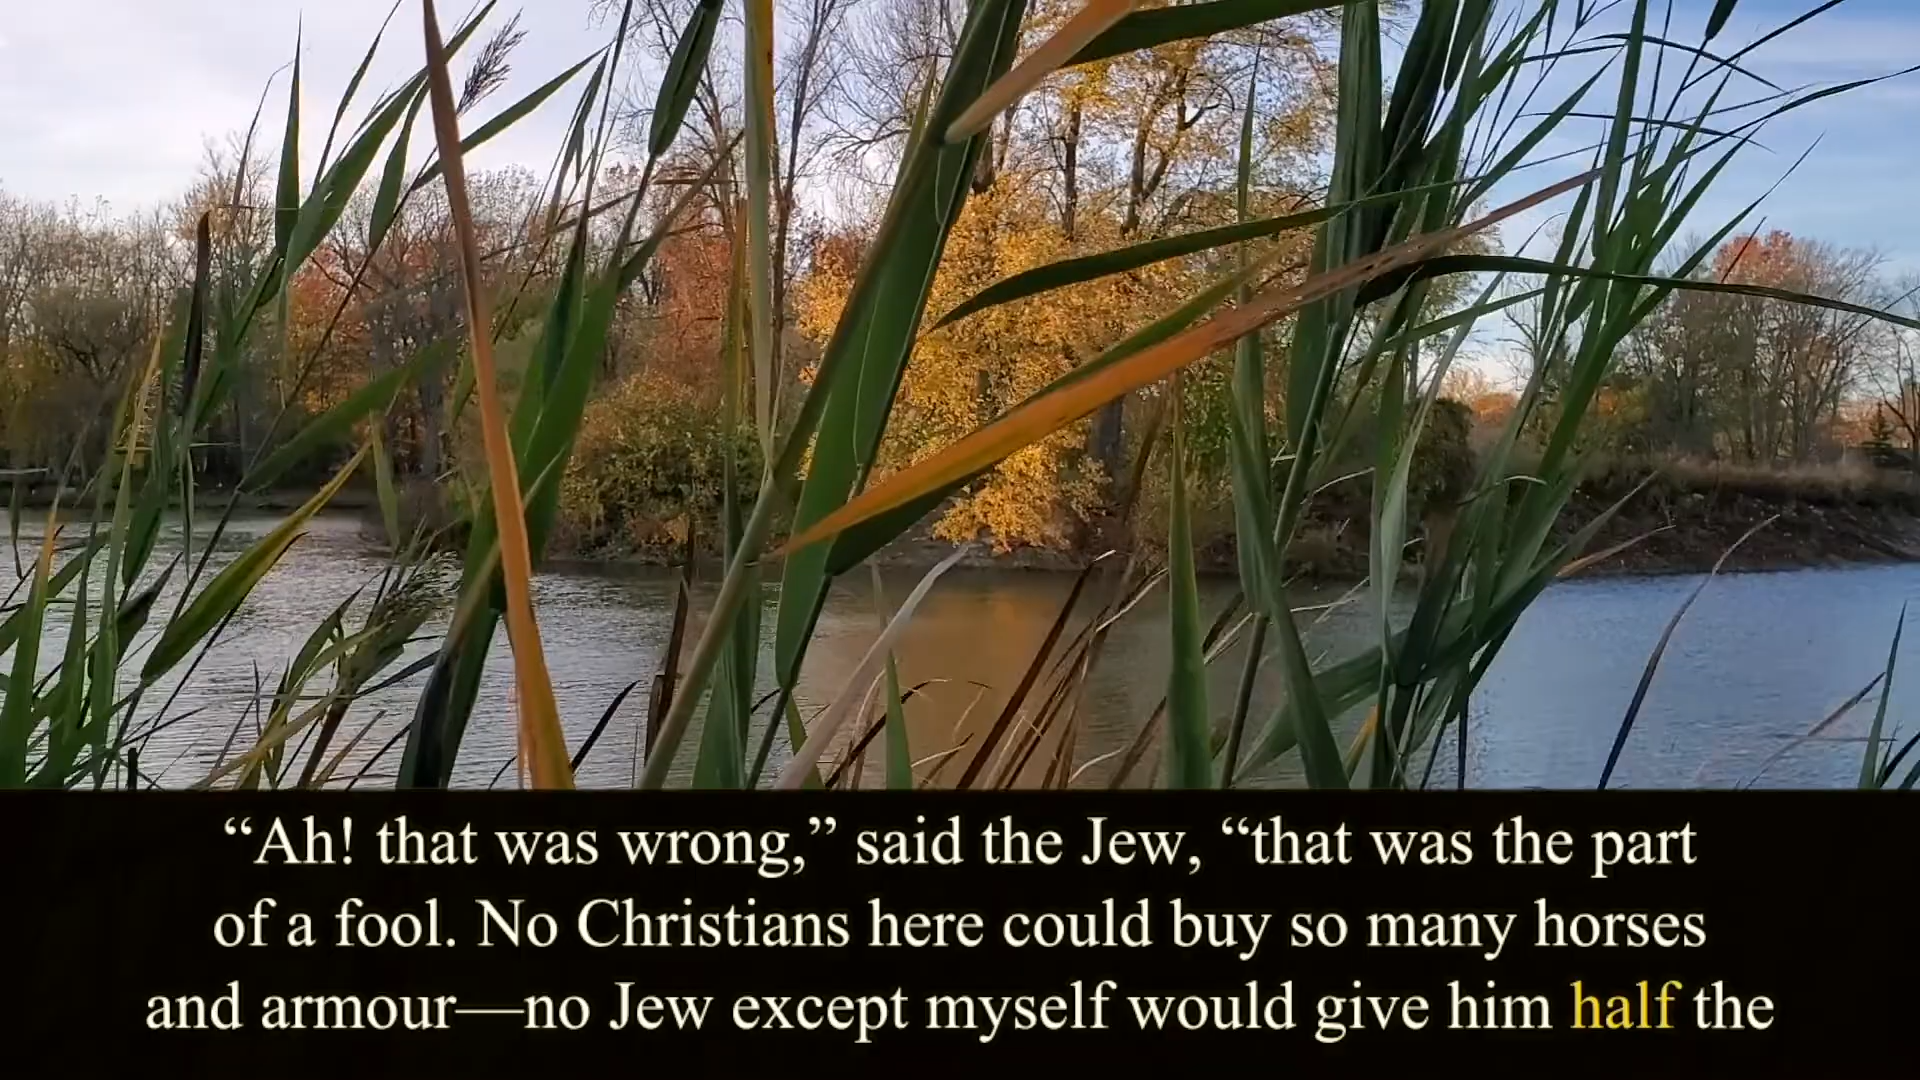 “Ah! that was wrong,” said the Jew, “that was the part
of a fool. No Christians here could buy so many horses
and armour—no Jew except myself would give him half the